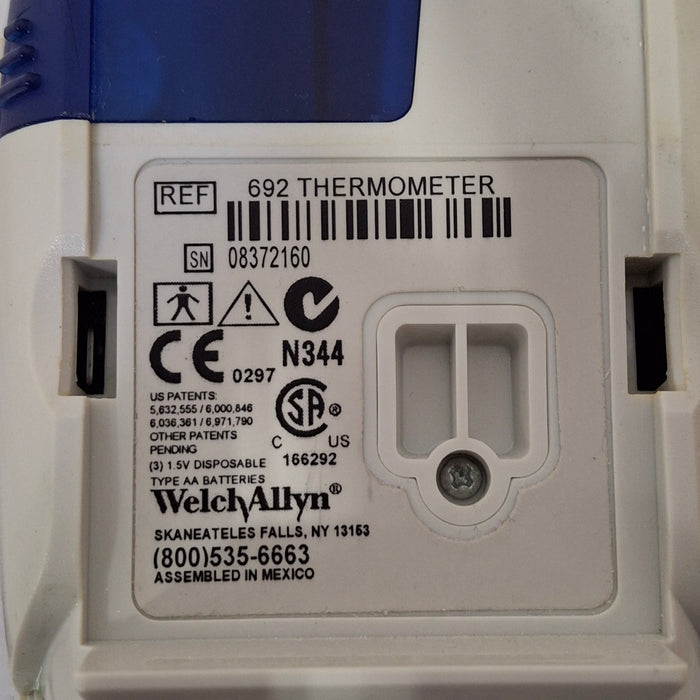 REF 692 THERMOMETER
SN 08372160
CE 0297 N344
US PATENTS:
5,632,555 / 6,000,846
6,036,361 / 6,971,790
OTHER PATENTS
PENDING
SA ®
C US
166292
(3) 1.5V DISPOSABLE
TYPE AA BATTERIES
WelchAllyn®
SKANEATELES FALLS, NY 13153
(800)535-6663
ASSEMBLED IN MEXICO